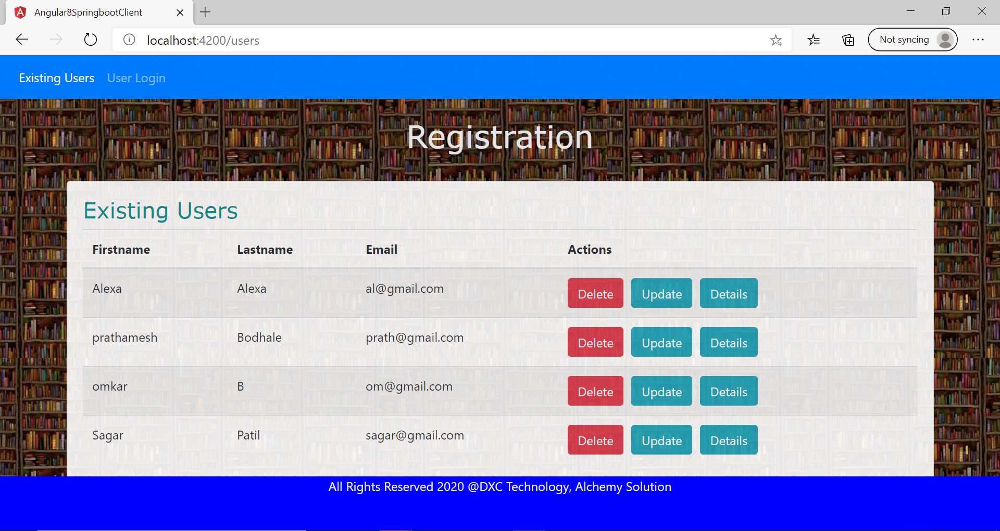 Angular8SpringbootClient
localhost:4200/users
Not syncing
Existing Users User Login
Registration
Existing Users
Firstname Lastname Email Actions
Alexa Alexa al@gmail.com Delete Update Details
prathamesh Bodhale prath@gmail.com Delete Update Details
omkar B om@gmail.com Delete Update Details
Sagar Patil sagar@gmail.com Delete Update Details
All Rights Reserved 2020 @DXC Technology, Alchemy Solution